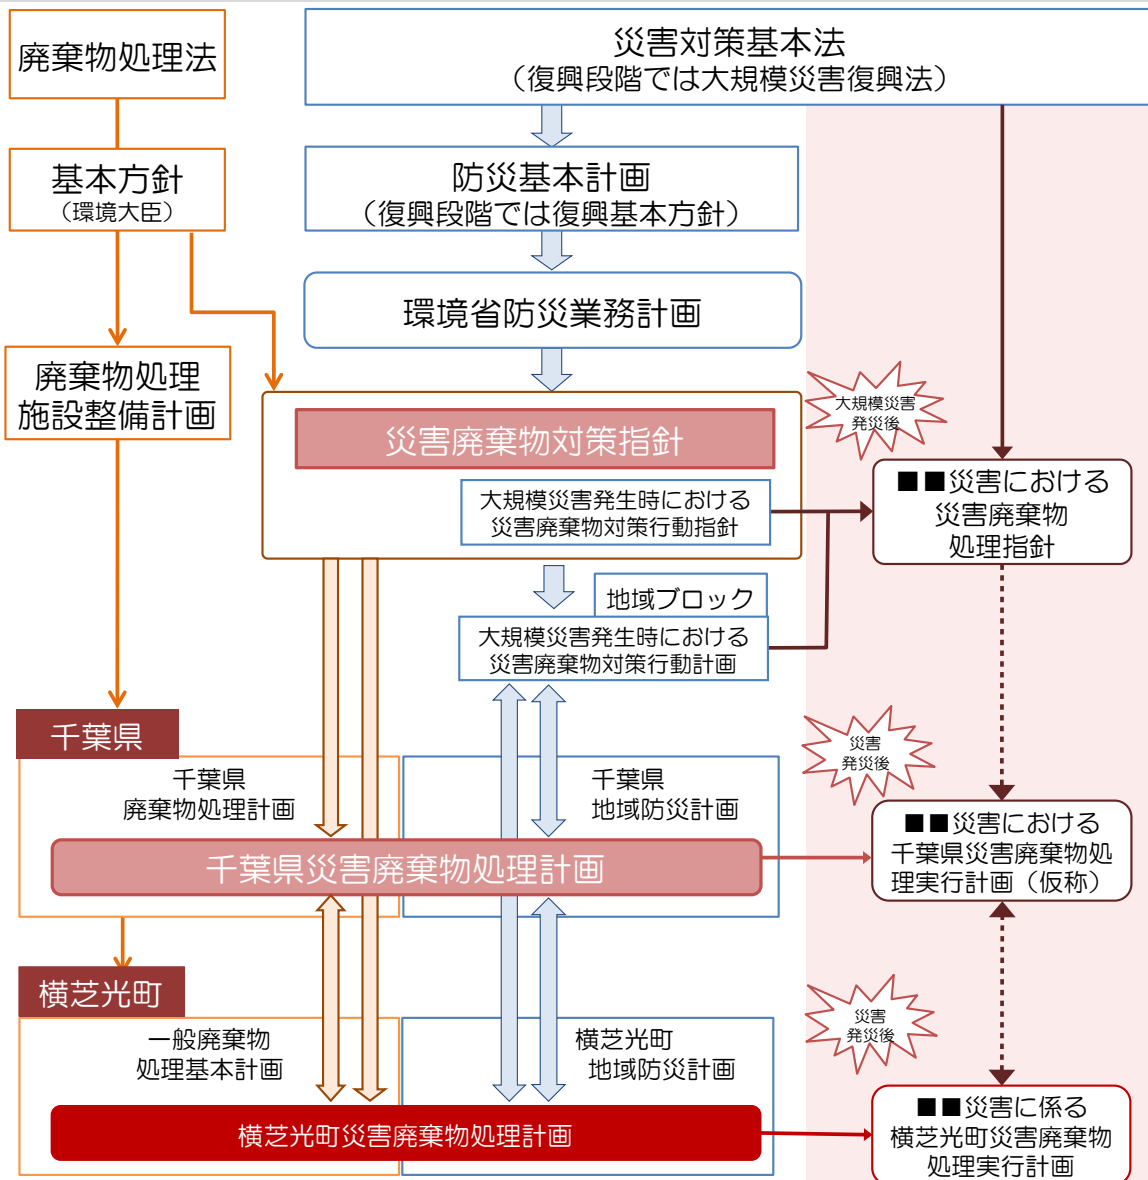 廃棄物処理法
災害対策基本法
（復興段階では大規模災害復興法）
基本方針
（環境大臣）
防災基本計画
（復興段階では復興基本方針）
環境省防災業務計画
廃棄物処理
施設整備計画
大規模災害
発災後
災害廃棄物対策指針
大規模災害発生時における
災害廃棄物対策行動指針
■■災害における
災害廃棄物
処理指針
地域ブロック
大規模災害発生時における
災害廃棄物対策行動計画
千葉県
災害
発災後
千葉県
廃棄物処理計画
千葉県
地域防災計画
千葉県災害廃棄物処理計画
■■災害における
千葉県災害廃棄物処
理実行計画（仮称）
横芝光町
災害
発災後
一般廃棄物
処理基本計画
横芝光町
地域防災計画
横芝光町災害廃棄物処理計画
■■災害に係る
横芝光町災害廃棄物
処理実行計画